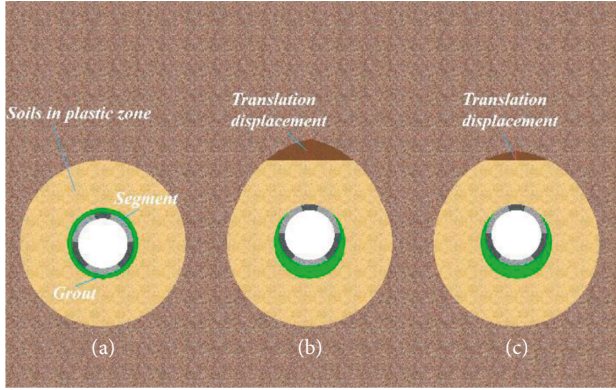 Translation
displacement
Translation
displacement
Soils in plastic zone
Segment
Grout
(a)
(b)
(c)